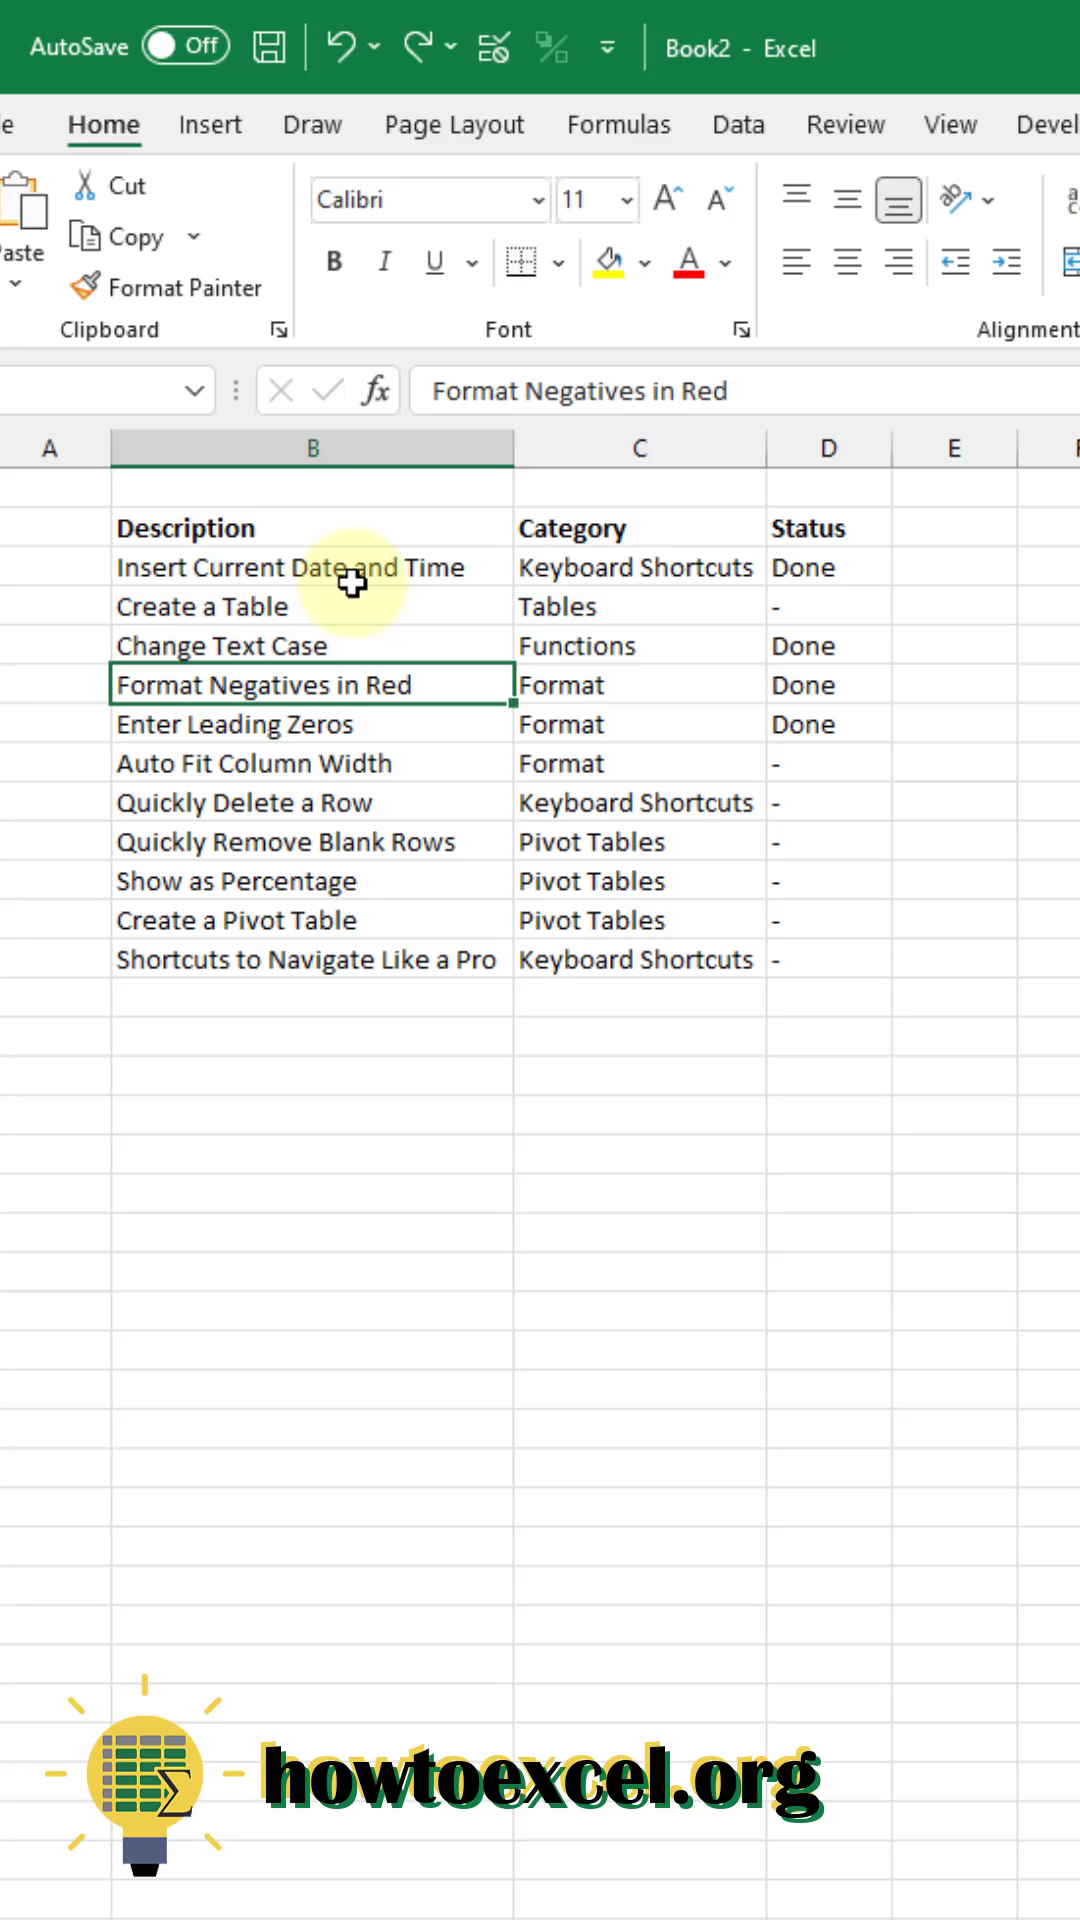 AutoSave Off Book2 - Excel
e Home Insert Draw Page Layout Formulas Data Review View Devel
Cut Calibri 11
aste Copy B I U A
Format Painter
Clipboard Font Alignment
fx Format Negatives in Red
A B C D E
Description Category Status
Insert Current Date and Time Keyboard Shortcuts Done
Create a Table Tables -
Change Text Case Functions Done
Format Negatives in Red Format Done
Enter Leading Zeros Format Done
Auto Fit Column Width Format -
Quickly Delete a Row Keyboard Shortcuts -
Quickly Remove Blank Rows Pivot Tables -
Show as Percentage Pivot Tables -
Create a Pivot Table Pivot Tables -
Shortcuts to Navigate Like a Pro Keyboard Shortcuts -
howtoexcel.org